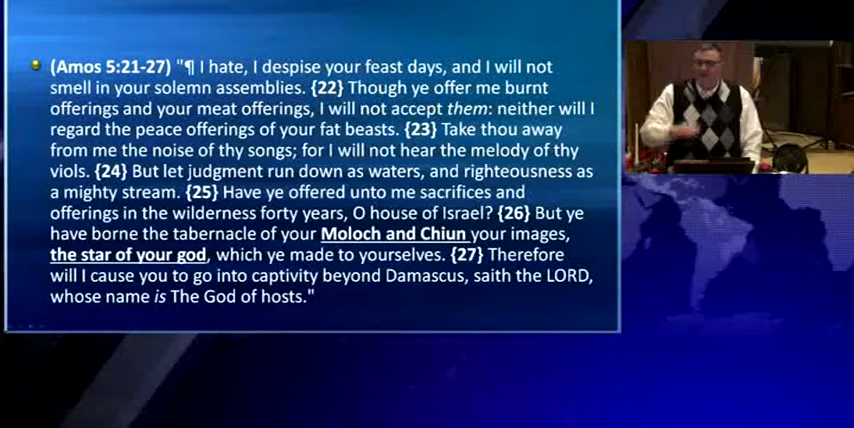 (Amos 5:21-27) "¶ I hate, I despise your feast days, and I will not
smell in your solemn assemblies. {22} Though ye offer me burnt
offerings and your meat offerings, I will not accept them: neither will I
regard the peace offerings of your fat beasts. {23} Take thou away
from me the noise of thy songs; for I will not hear the melody of thy
viols. {24} But let judgment run down as waters, and righteousness as
a mighty stream. {25} Have ye offered unto me sacrifices and
offerings in the wilderness forty years, O house of Israel? {26} But ye
have borne the tabernacle of your Moloch and Chiun your images,
the star of your god, which ye made to yourselves. {27} Therefore
will I cause you to go into captivity beyond Damascus, saith the LORD,
whose name is The God of hosts."